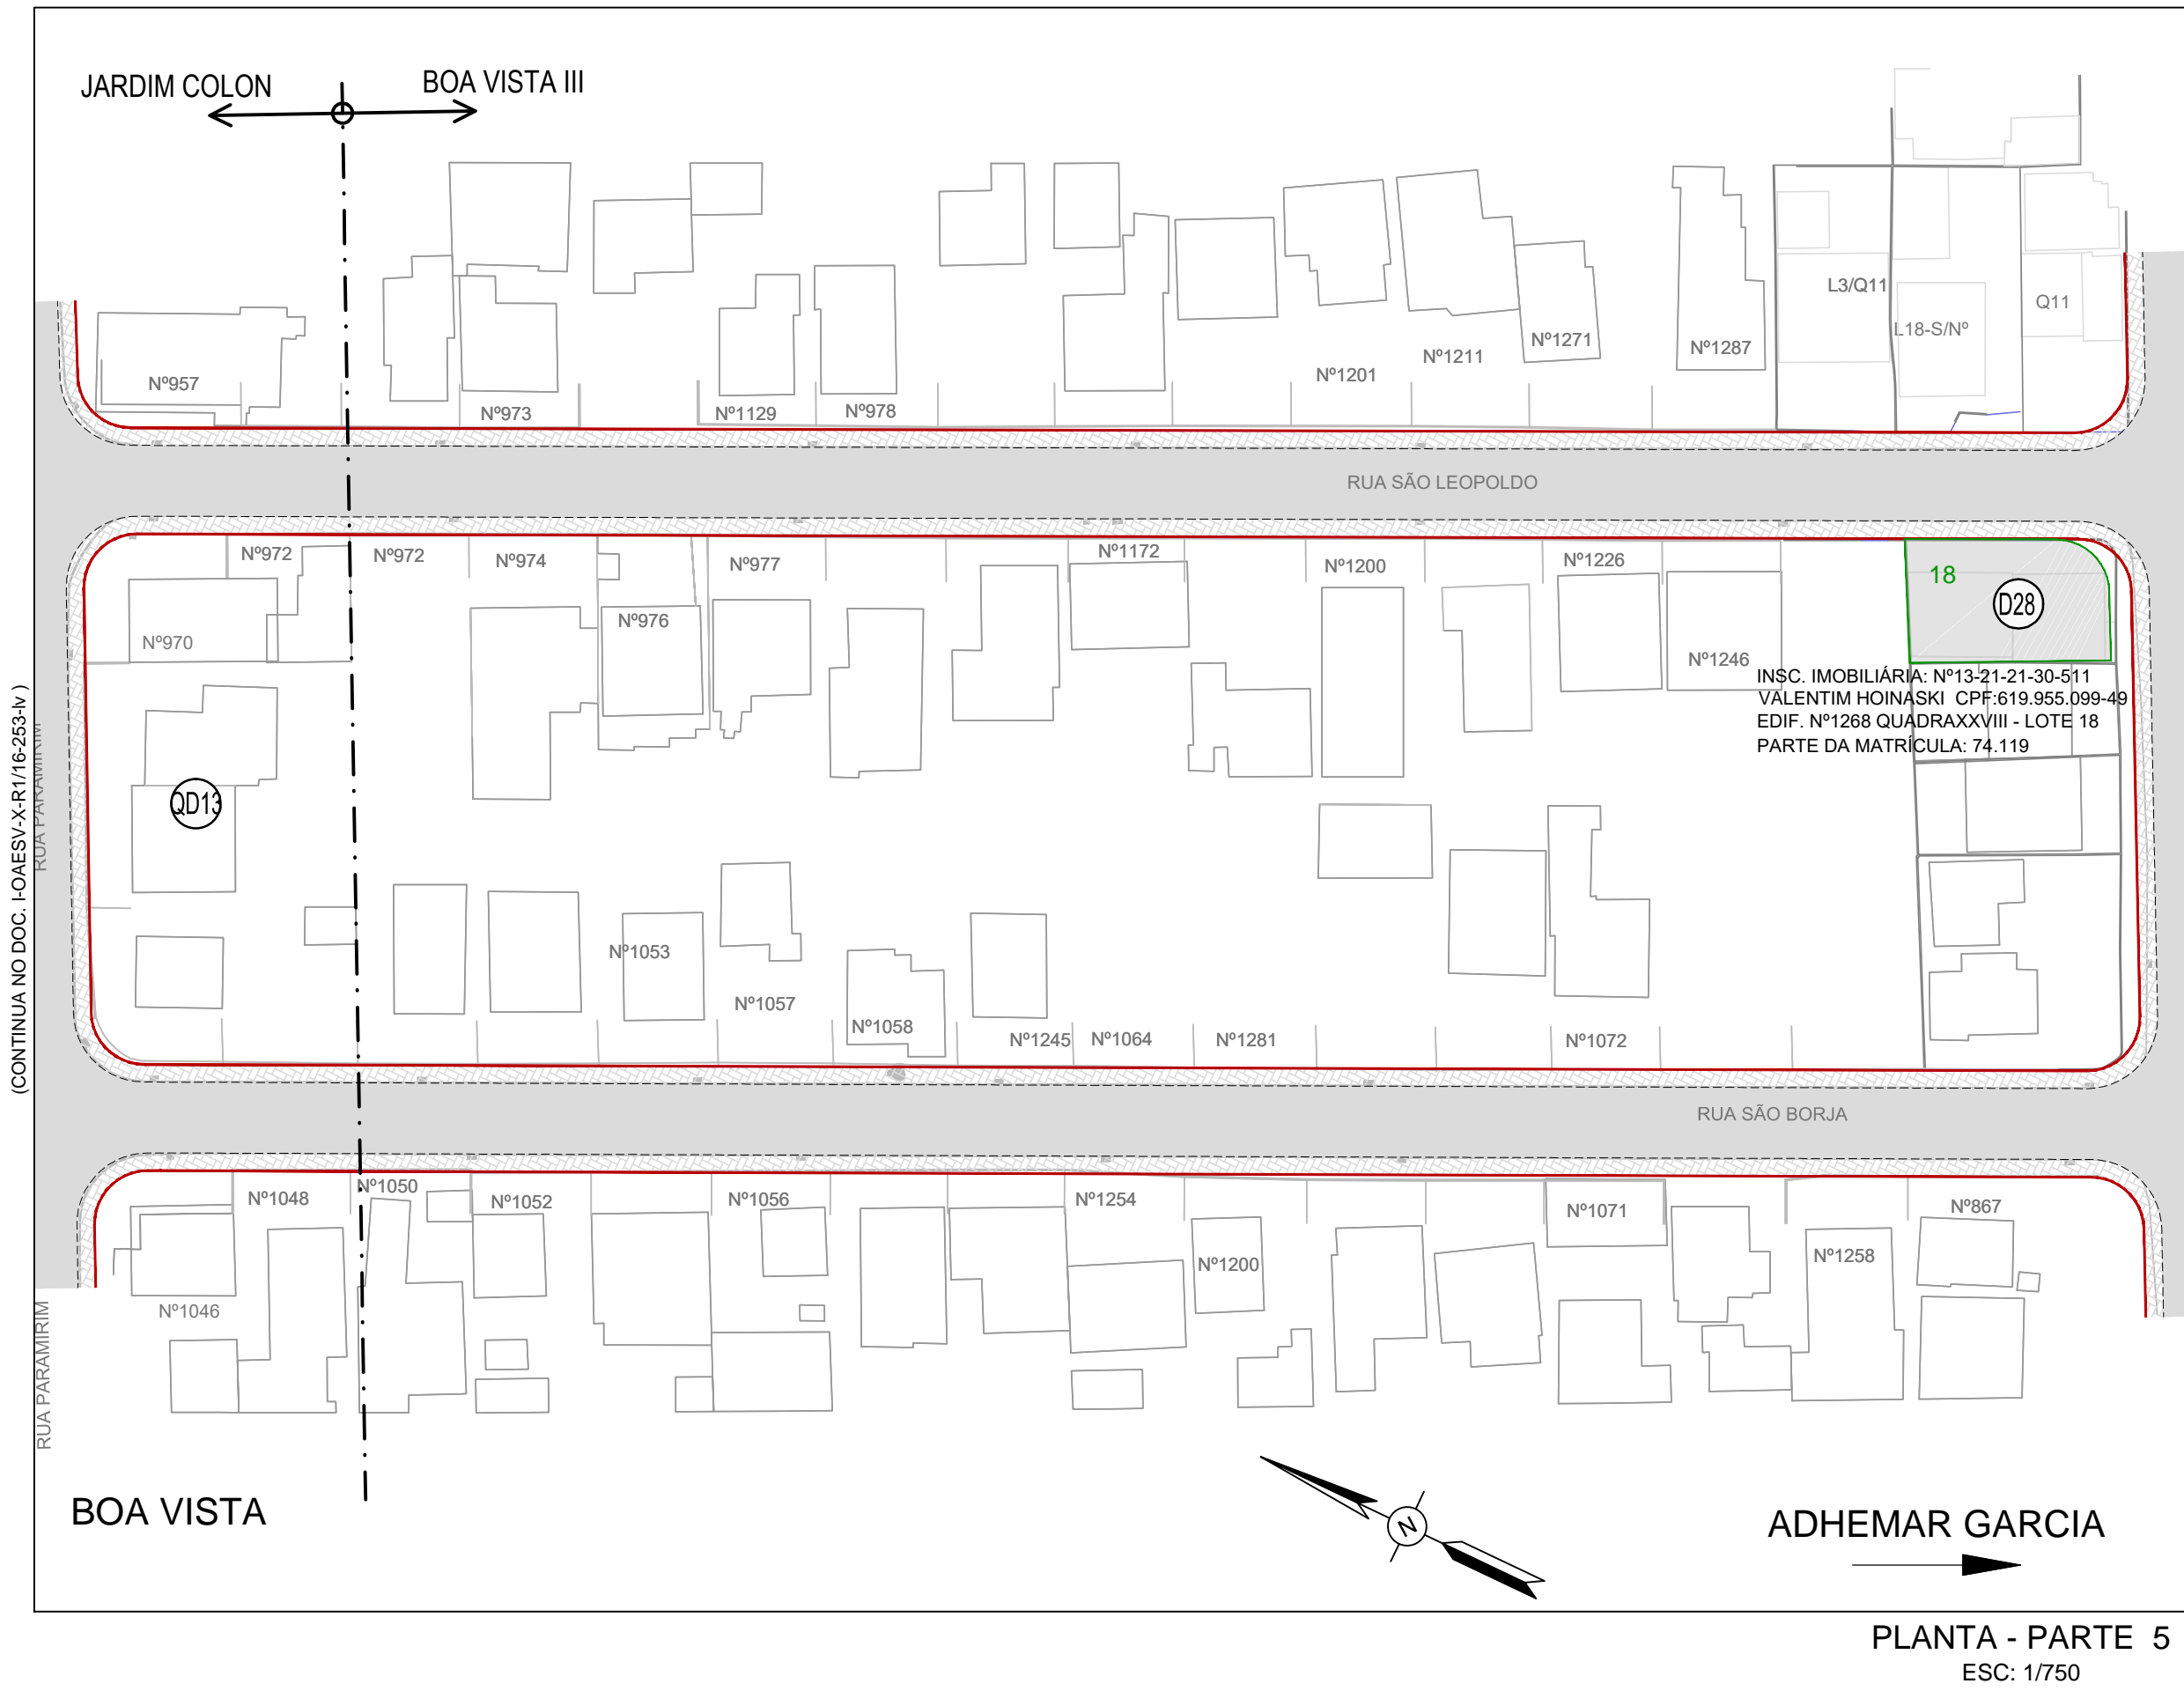 JARDIM COLON
BOA VISTA III
L3/Q11
L18-S/Nº
Q11
Nº957
Nº973
Nº1129
Nº978
Nº1201
Nº1211
Nº1271
Nº1287
RUA SÃO LEOPOLDO
Nº972
Nº972
Nº974
Nº977
Nº1172
Nº1200
Nº1226
18
D28
Nº970
Nº976
Nº1246
INSC. IMOBILIÁRIA: Nº13-21-21-30-511
VALENTIM HOINASKI CPF:619.955.099-49
EDIF. Nº1268 QUADRAXXVIII - LOTE 18
PARTE DA MATRÍCULA: 74.119
QD13
RUA PARAMIRIM
(CONTINUA NO DOC. I-OAESV-X-R1/16-253-lv )
Nº1053
Nº1057
Nº1058
Nº1245
Nº1064
Nº1281
Nº1072
RUA SÃO BORJA
Nº1048
Nº1050
Nº1052
Nº1056
Nº1254
Nº1071
Nº867
Nº1046
Nº1200
Nº1258
RUA PARAMIRIM
BOA VISTA
N
ADHEMAR GARCIA
PLANTA - PARTE 5
ESC: 1/750